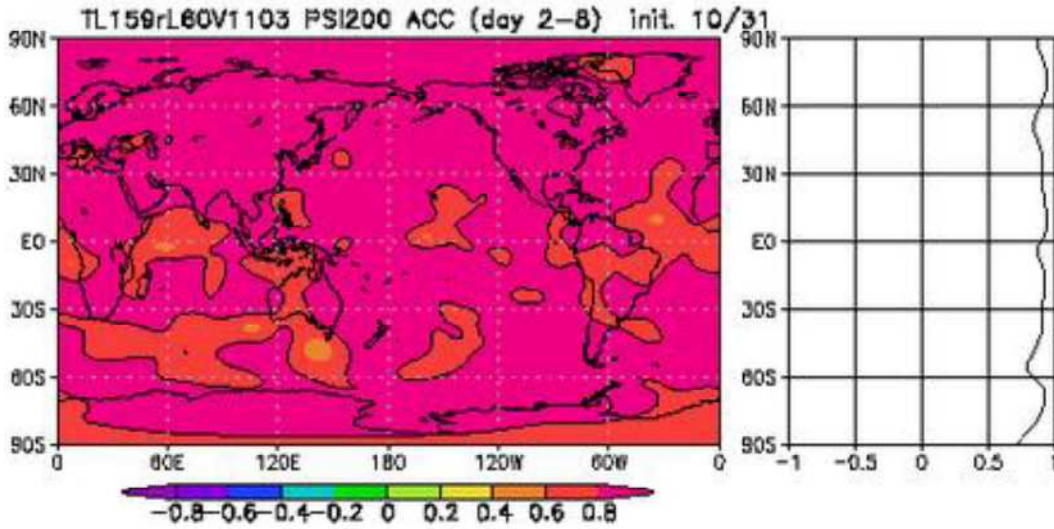 TL159rL60V1103 PSI200 ACC (day 2-8) init. 10/31
90N 90N
60N 60N
30N 30N
EQ EQ
30S 30S
60S 60S
90S 90S
0 60E 120E 180 120W 60W 0 -1 -0.5 0 0.5 1
-0.8 -0.6 -0.4 -0.2 0 0.2 0.4 0.6 0.8